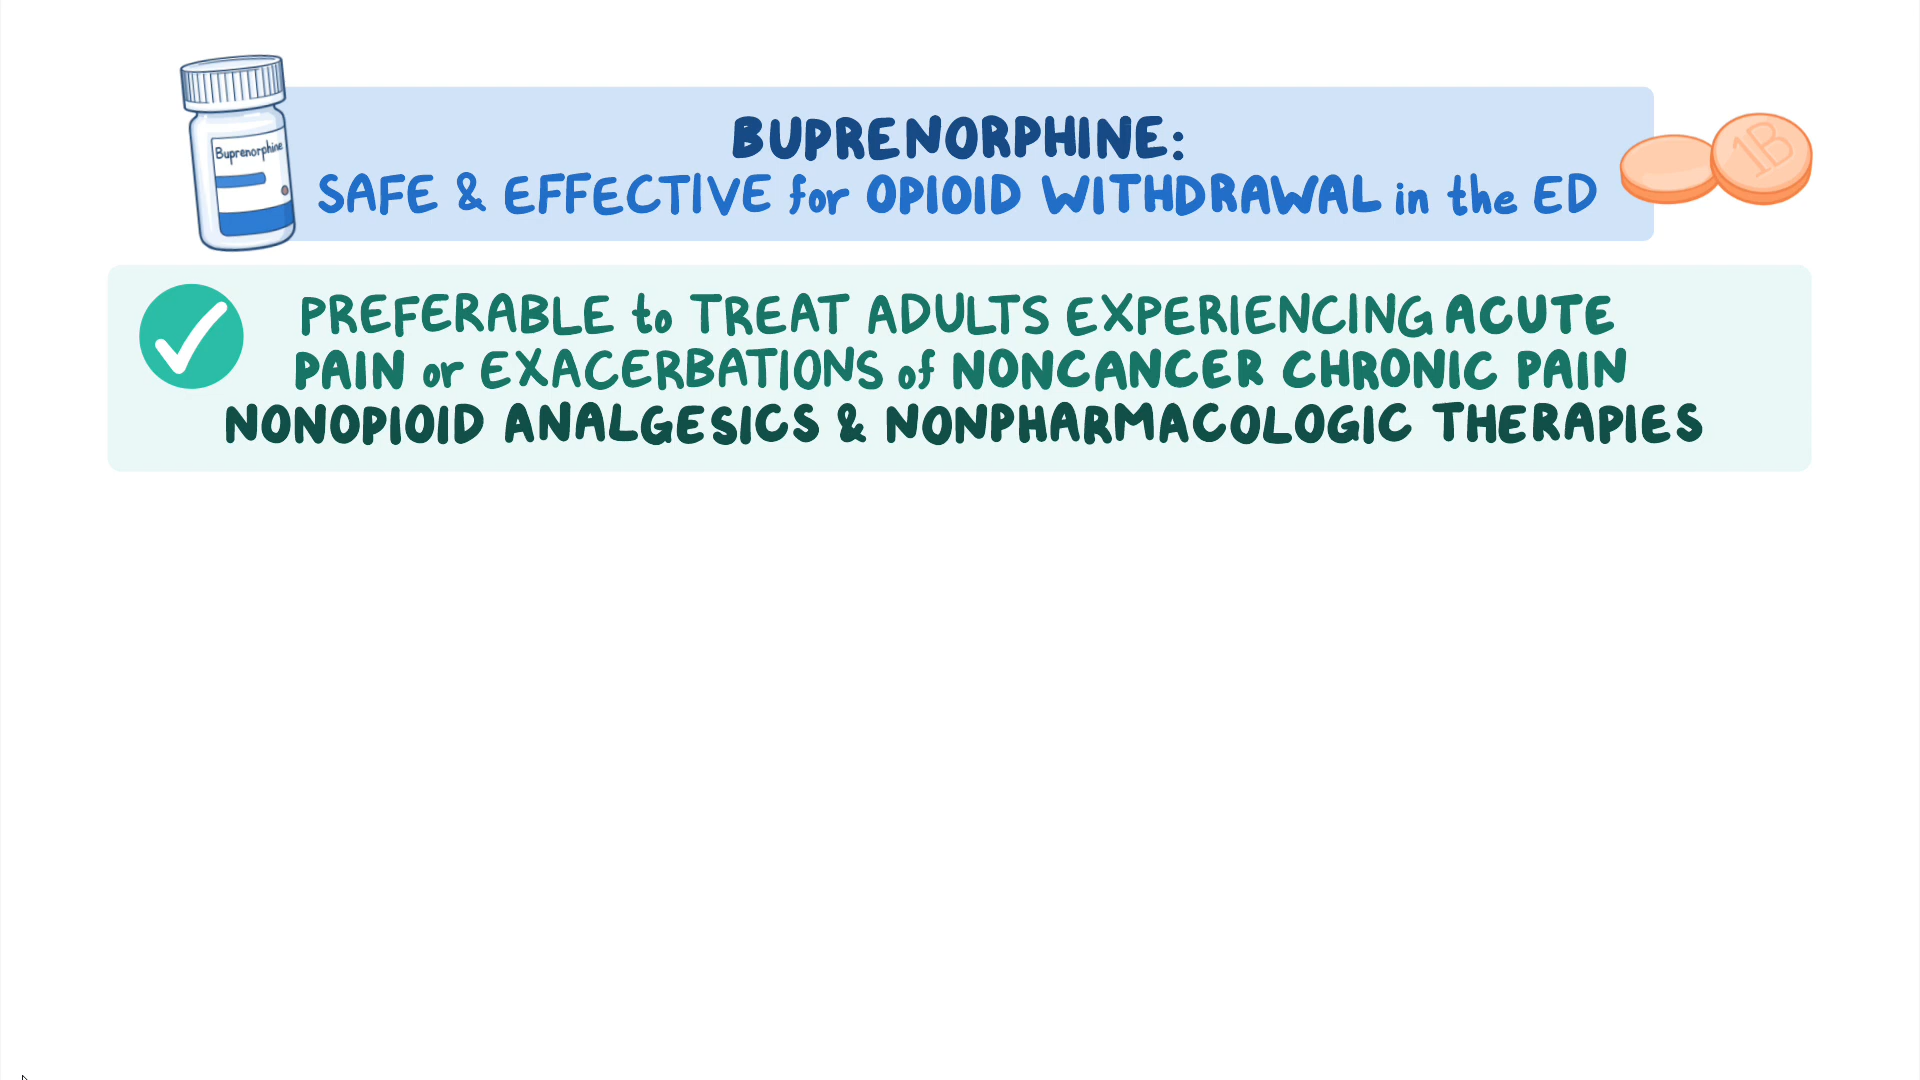 Buprenorphine
BUPRENORPHINE:
SAFE & EFFECTIVE for OPIOID WITHDRAWAL in the ED
1B
PREFERABLE to TREAT ADULTS EXPERIENCING ACUTE
PAIN or EXACERBATIONS of NONCANCER CHRONIC PAIN
NONOPIOID ANALGESICS & NONPHARMACOLOGIC THERAPIES